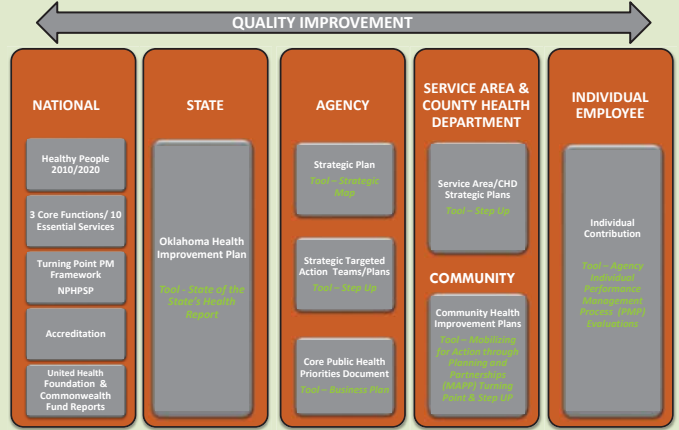 QUALITY IMPROVEMENT
NATIONAL
Healthy People
2010/2020
3 Core Functions/ 10
Essential Services
Turning Point PM
Framework
NPHPSP
Accreditation
United Health
Foundation &
Commonwealth
Fund Reports
STATE
Oklahoma Health
Improvement Plan
Tool - State of the
State's Health
Report
AGENCY
Strategic Plan
Tool – Strategic
Map
Strategic Targeted
Action Teams/Plans
Tool – Step Up
Core Public Health
Priorities Document
Tool – Business Plan
SERVICE AREA &
COUNTY HEALTH
DEPARTMENT
Service Area/CHD
Strategic Plans
Tool – Step Up
COMMUNITY
Community Health
Improvement Plans
Tool – Mobilizing
for Action through
Planning and
Partnerships
(MAPP) Turning
Point & Step UP
INDIVIDUAL
EMPLOYEE
Individual
Contribution
Tool – Agency
Individual
Performance
Management
Process (PMP)
Evaluations